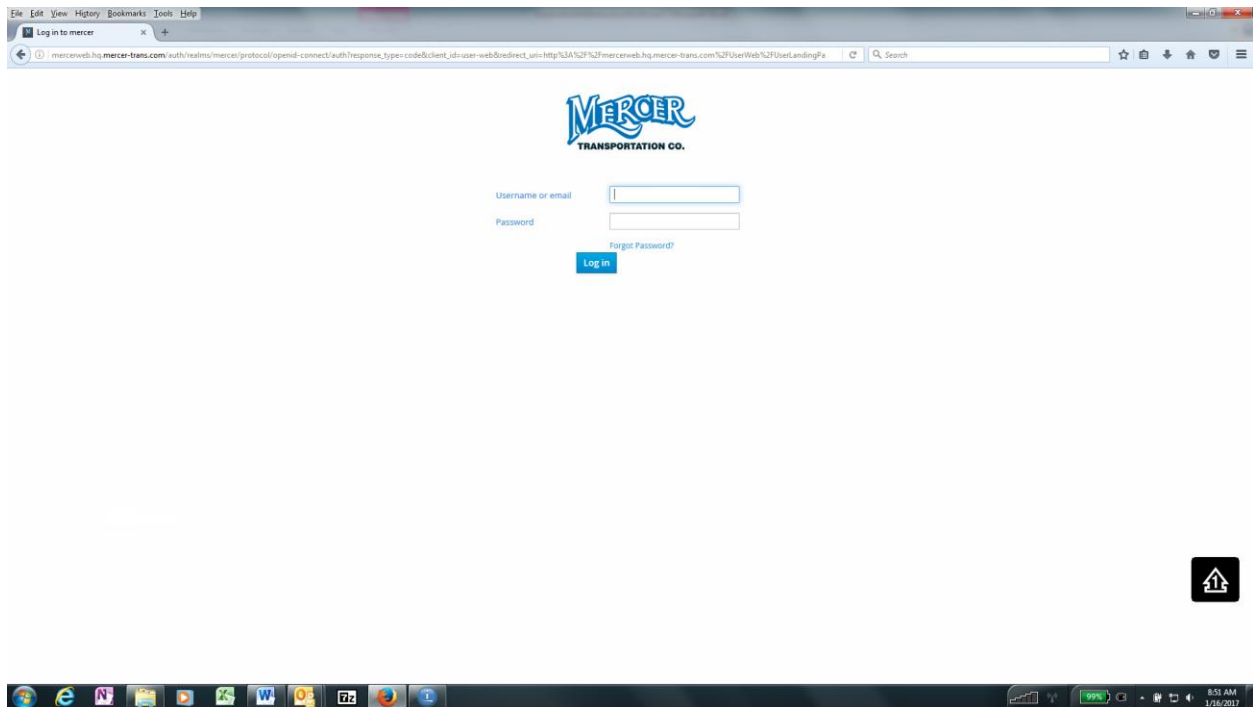 File Edit View History Bookmarks Tools Help
Log in to mercer
mercerweb.hq.mercer-trans.com/auth/realms/mercer/protocol/openid-connect/auth?response_type=code&client_id=user-web&redirect_uri=http%3A%2F%2Fmercerweb.hq.mercer-trans.com%2FUserWeb%2FUserLandingPa
Search
MERCER
TRANSPORTATION CO.
Username or email
Password
Forgot Password?
Log in
1
7z
99%
8:51 AM
1/16/2017